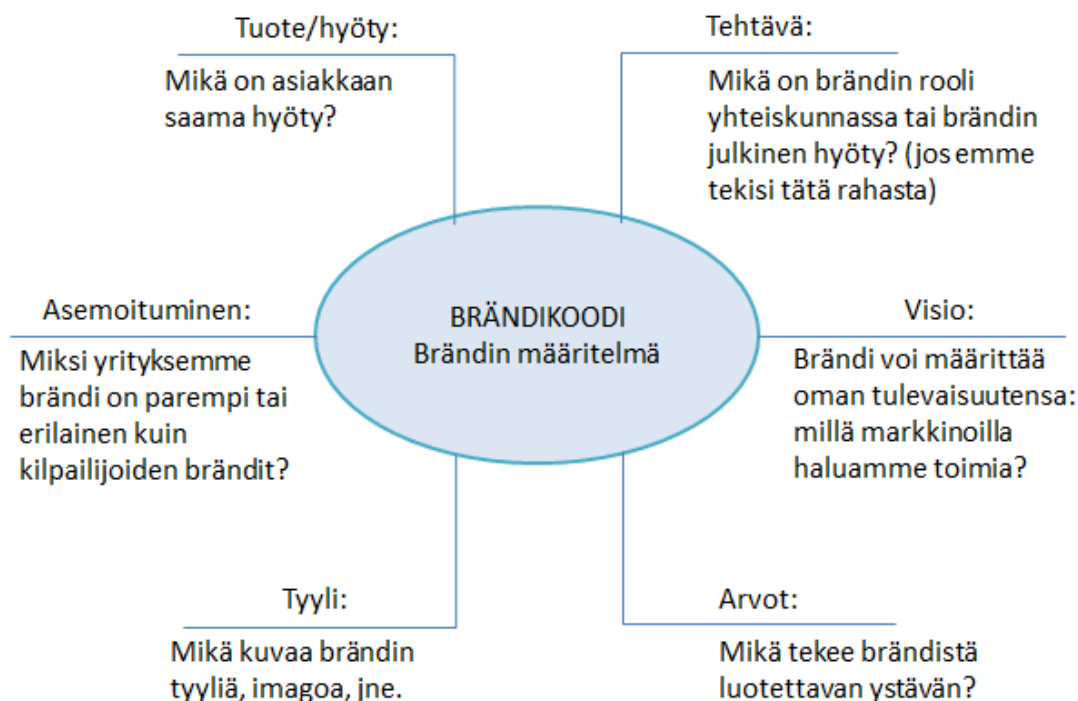 Tuote/hyöty:
Mikä on asiakkaan
saama hyöty?
Tehtävä:
Mikä on brändin rooli
yhteiskunnassa tai brändin
julkinen hyöty? (jos emme
tekisi tätä rahasta)
Asemoituminen:
Miksi yrityksemme
brändi on parempi tai
erilainen kuin
kilpailijoiden brändit?
BRÄNDIKOODI
Brändin määritelmä
Visio:
Brändi voi määrittää
oman tulevaisuutensa:
millä markkinoilla
haluamme toimia?
Tyyli:
Mikä kuvaa brändin
tyyliä, imagoa, jne.
Arvot:
Mikä tekee brändistä
luotettavan ystävän?